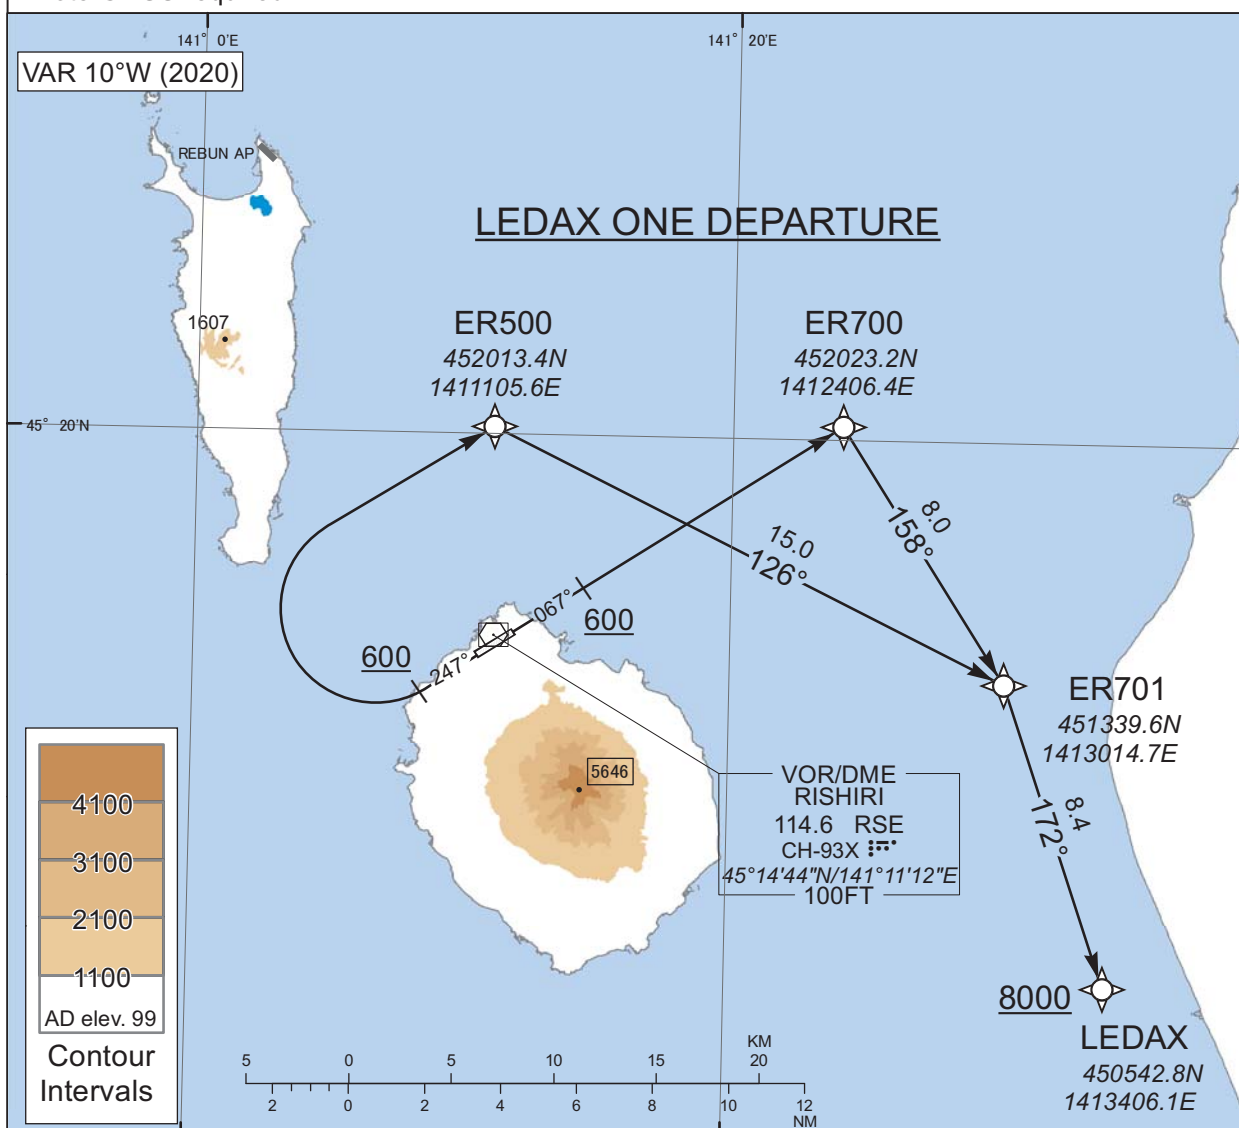 141° 0'E
141° 20'E
VAR 10°W (2020)
REBUN AP
LEDAX ONE DEPARTURE
1607
ER500
452013.4N
1411105.6E
ER700
452023.2N
1412406.4E
45° 20'N
8.0
158°
15.0
126°
067°
600
600
247°
ER701
451339.6N
1413014.7E
5646
VOR/DME
RISHIRI
114.6 RSE
CH-93X
45°14'44"N/141°11'12"E
100FT
8.4
172°
4100
3100
2100
1100
AD elev. 99
Contour
Intervals
8000
LEDAX
450542.8N
1413406.1E
KM
5 0 5 10 15 20
2 0 2 4 6 8 10 12
NM